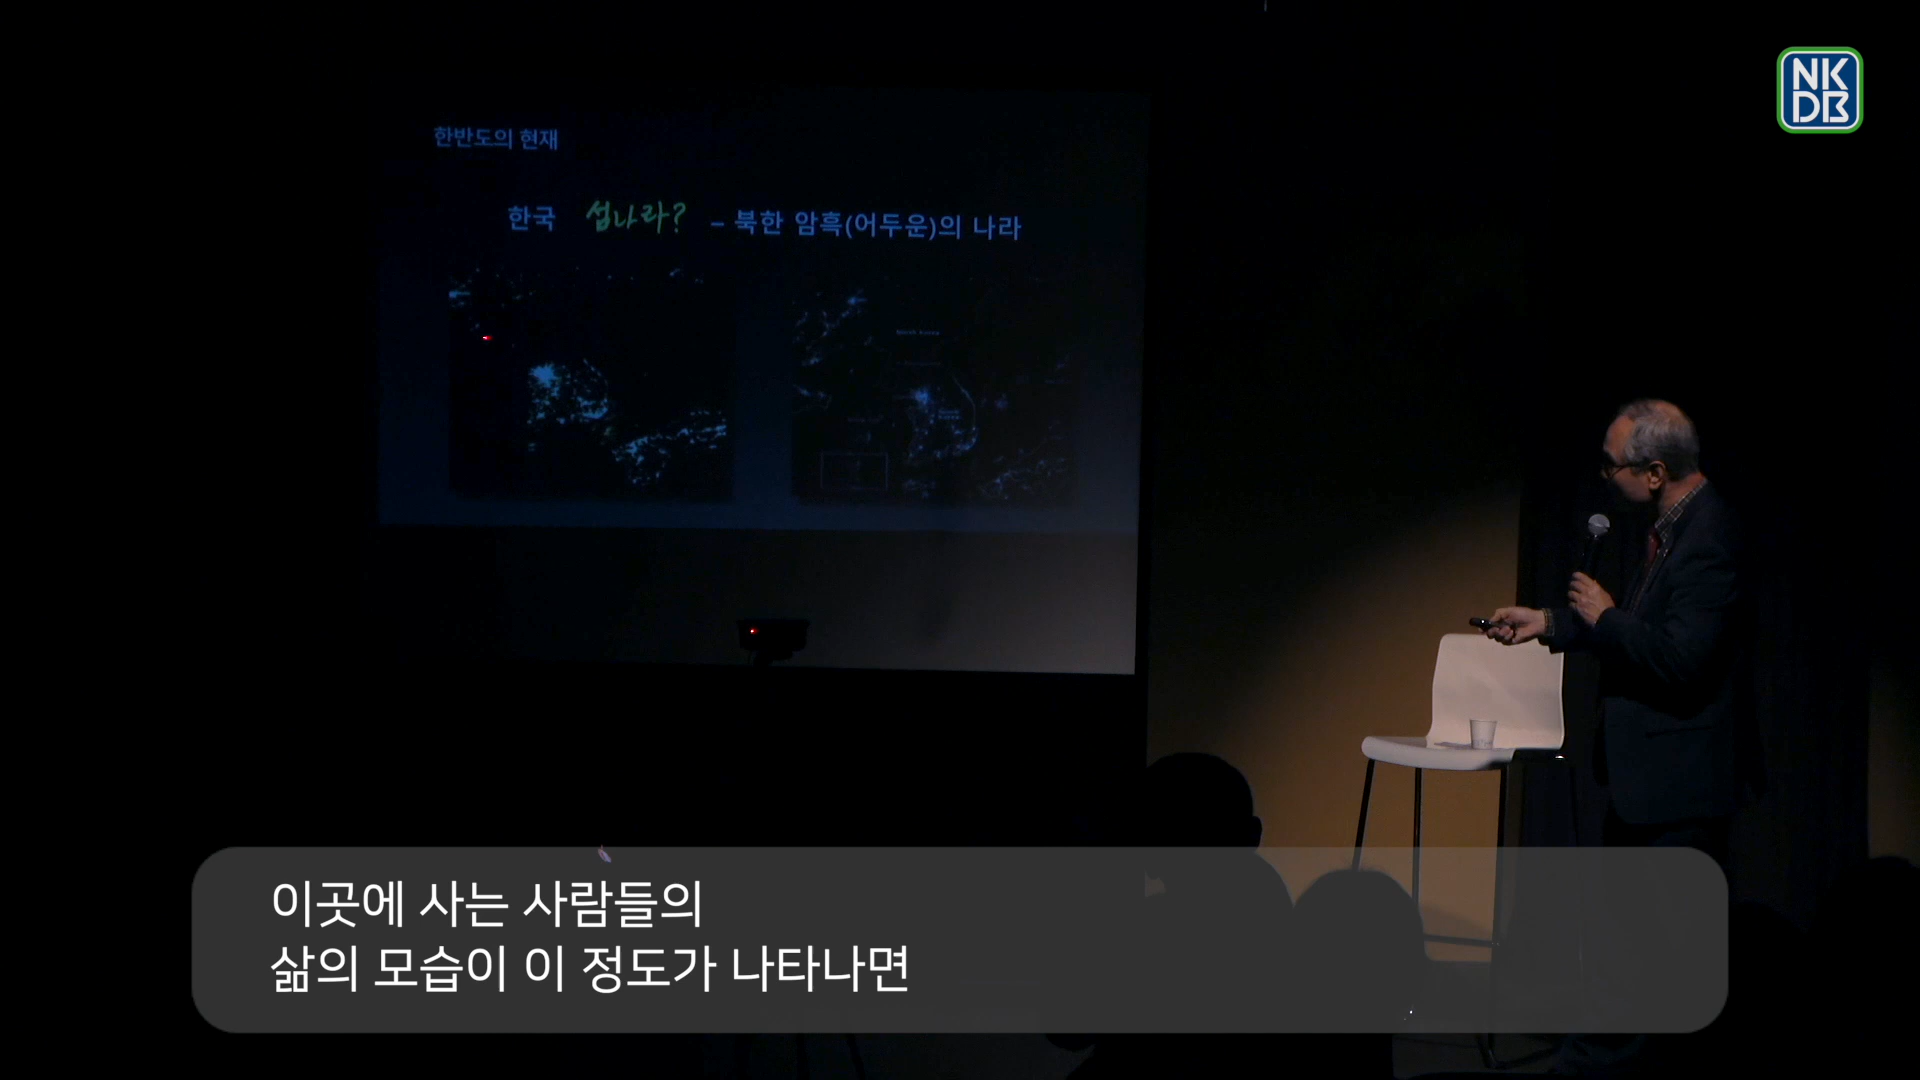 NK
DB
한반도의 현재
한국 섬나라? – 북한 암흑(어두운)의 나라
North Korea
이곳에 사는 사람들의
삶의 모습이 이 정도가 나타나면